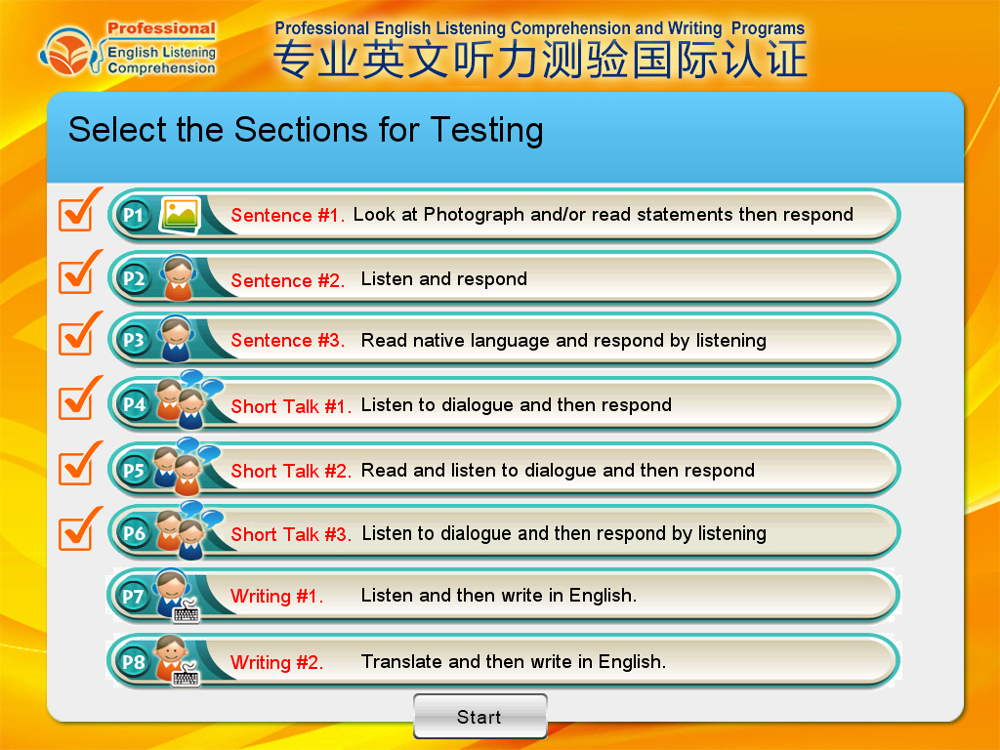 Professional
English Listening
Comprehension
Professional English Listening Comprehension and Writing Programs
专业英文听力测验国际认证
Select the Sections for Testing
P1 Sentence #1. Look at Photograph and/or read statements then respond
P2 Sentence #2. Listen and respond
P3 Sentence #3. Read native language and respond by listening
P4 Short Talk #1. Listen to dialogue and then respond
P5 Short Talk #2. Read and listen to dialogue and then respond
P6 Short Talk #3. Listen to dialogue and then respond by listening
P7 Writing #1. Listen and then write in English.
P8 Writing #2. Translate and then write in English.
Start